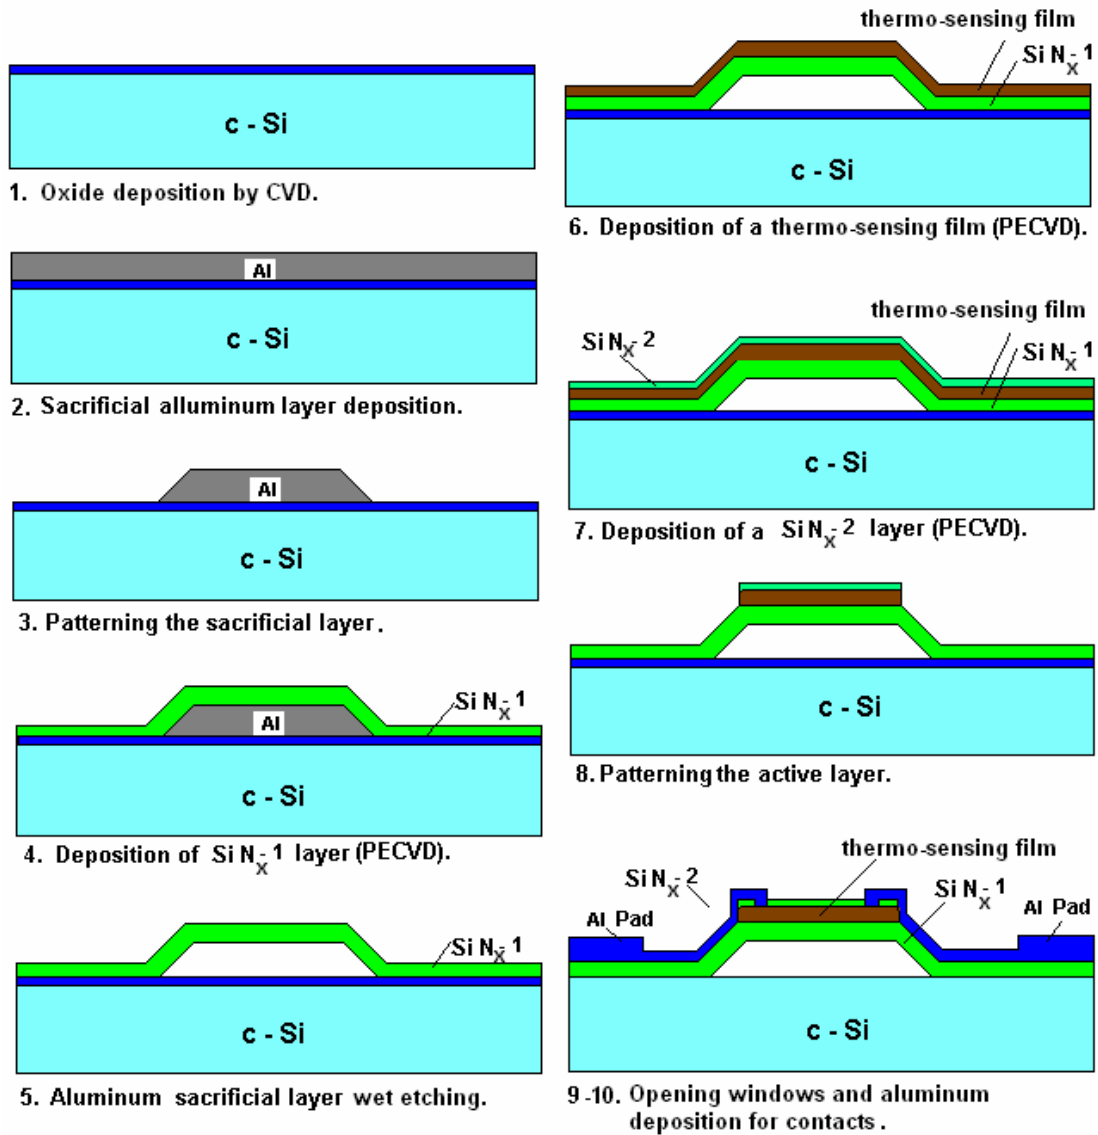 c - Si
1. Oxide deposition by CVD.
Al
c - Si
2. Sacrificial alluminum layer deposition.
Al
c - Si
3. Patterning the sacrificial layer.
Si Nx-1
Al
c - Si
4. Deposition of Si Nx-1 layer (PECVD).
Si Nx-1
c - Si
5. Aluminum sacrificial layer wet etching.
thermo-sensing film
Si Nx-1
c - Si
6. Deposition of a thermo-sensing film (PECVD).
thermo-sensing film
Si Nx-2
Si Nx-1
c - Si
7. Deposition of a Si Nx-2 layer (PECVD).
c - Si
8. Patterning the active layer.
thermo-sensing film
Si Nx-2
Si Nx-1
Al Pad
Al Pad
c - Si
9-10. Opening windows and aluminum
deposition for contacts.